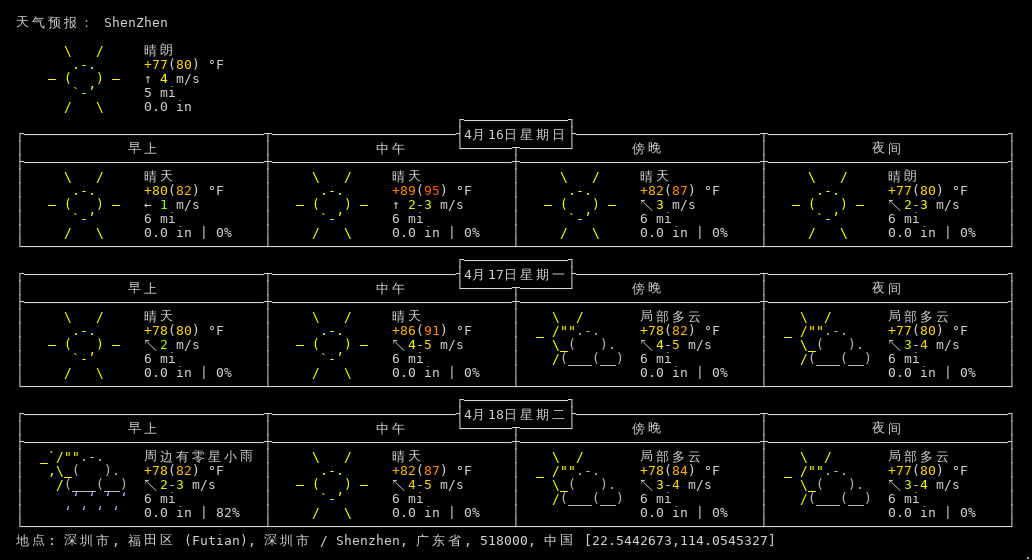 天气预报: ShenZhen
晴朗
+77(80) °F
↑ 4 m/s
5 mi
0.0 in
4月16日星期日
早上 中午 傍晚 夜间
晴天 晴天 晴天 晴朗
+80(82) °F +89(95) °F +82(87) °F +77(80) °F
← 1 m/s ↑ 2-3 m/s ↖ 3 m/s ↖ 2-3 m/s
6 mi 6 mi 6 mi 6 mi
0.0 in | 0% 0.0 in | 0% 0.0 in | 0% 0.0 in | 0%
4月17日星期一
早上 中午 傍晚 夜间
晴天 晴天 局部多云 局部多云
+78(80) °F +86(91) °F +78(82) °F +77(80) °F
↖ 2 m/s ↖ 4-5 m/s ↖ 4-5 m/s ↖ 3-4 m/s
6 mi 6 mi 6 mi 6 mi
0.0 in | 0% 0.0 in | 0% 0.0 in | 0% 0.0 in | 0%
4月18日星期二
早上 中午 傍晚 夜间
周边有零星小雨 晴天 局部多云 局部多云
+78(82) °F +82(87) °F +78(84) °F +77(80) °F
↖ 2-3 m/s ↖ 4-5 m/s ↖ 3-4 m/s ↖ 3-4 m/s
6 mi 6 mi 6 mi 6 mi
0.0 in | 82% 0.0 in | 0% 0.0 in | 0% 0.0 in | 0%
地点: 深圳市, 福田区 (Futian), 深圳市 / Shenzhen, 广东省, 518000, 中国 [22.5442673,114.0545327]